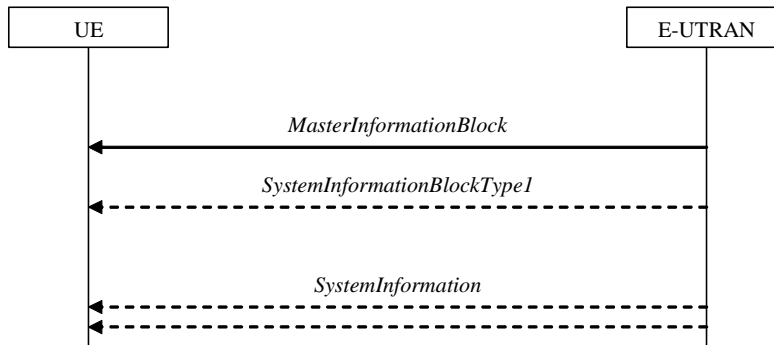 UE
E-UTRAN
MasterInformationBlock
SystemInformationBlockType1
SystemInformation